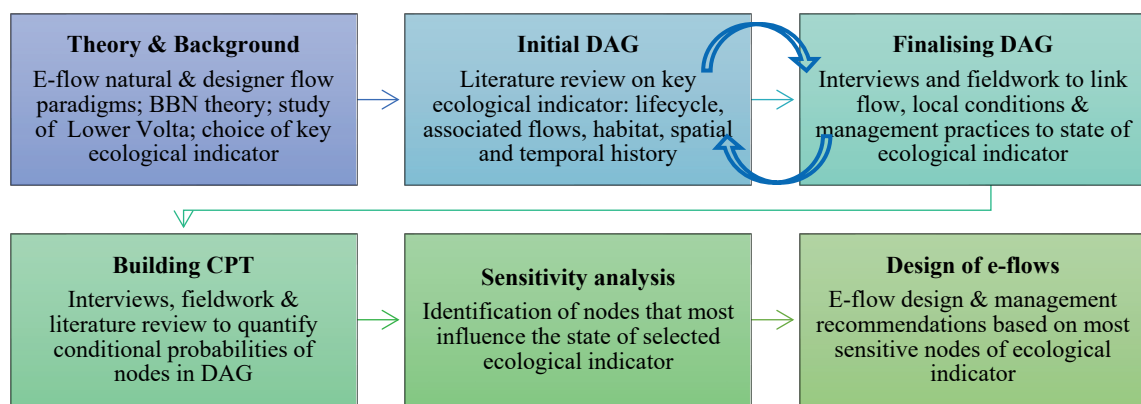 Theory & Background
E-flow natural & designer flow
paradigms; BBN theory; study
of Lower Volta; choice of key
ecological indicator
Initial DAG
Literature review on key
ecological indicator: lifecycle,
associated flows, habitat, spatial
and temporal history
Finalising DAG
Interviews and fieldwork to link
flow, local conditions &
management practices to state of
ecological indicator
Building CPT
Interviews, fieldwork &
literature review to quantify
conditional probabilities of
nodes in DAG
Sensitivity analysis
Identification of nodes that most
influence the state of selected
ecological indicator
Design of e-flows
E-flow design & management
recommendations based on most
sensitive nodes of ecological
indicator